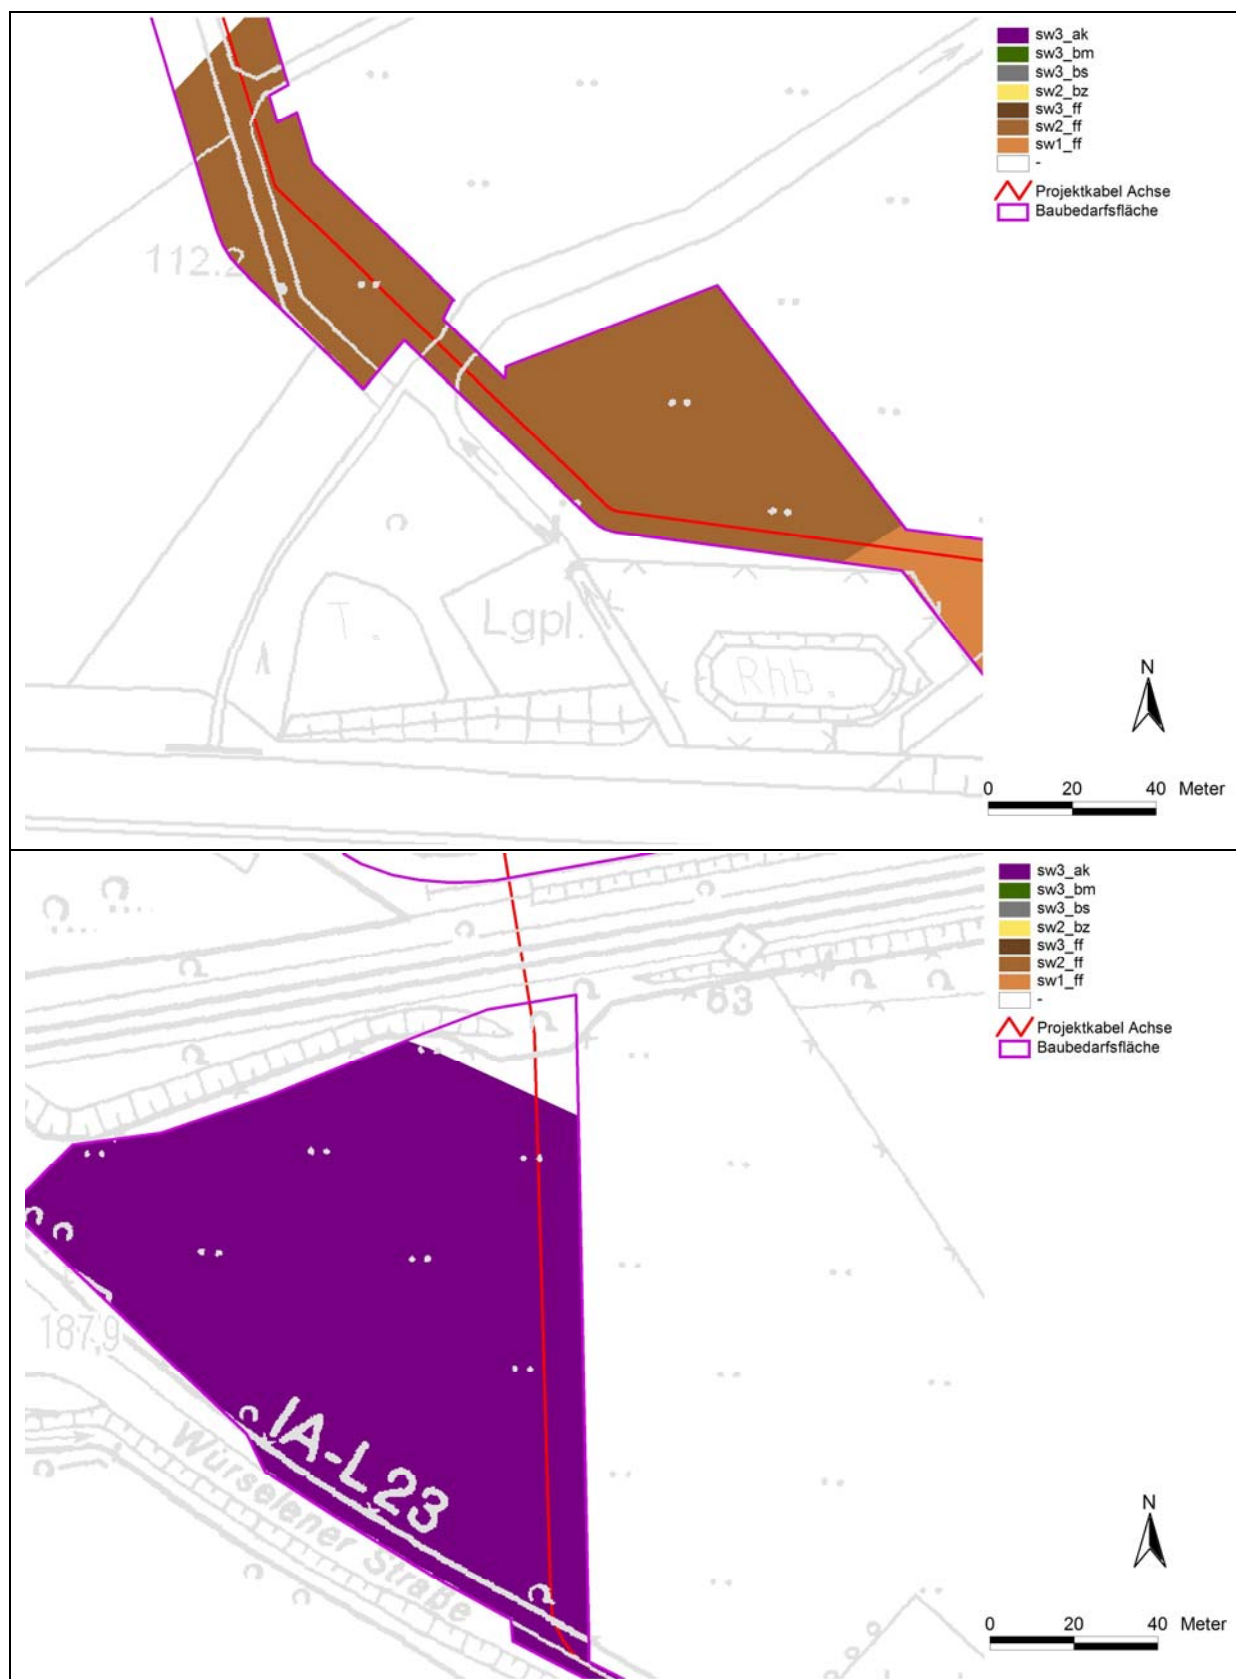 sw3_ak
sw3_bm
sw3_bs
sw2_bz
sw3_ff
sw2_ff
sw1_ff
-
Projektkabel Achse
Baubedarfsfläche
112.2
T.
Lgpl.
Rhb.
N
0 20 40 Meter
sw3_ak
sw3_bm
sw3_bs
sw2_bz
sw3_ff
sw2_ff
sw1_ff
-
Projektkabel Achse
Baubedarfsfläche
63
187,9
IA-L23
Würselener Straße
N
0 20 40 Meter